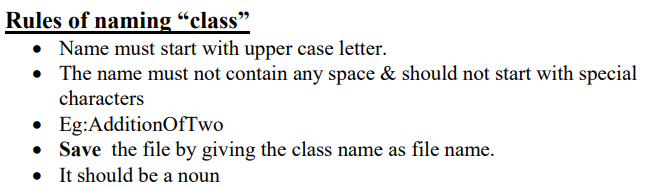 Rules of naming “class”
• Name must start with upper case letter.
• The name must not contain any space & should not start with special
characters
• Eg:AdditionOfTwo
• Save the file by giving the class name as file name.
• It should be a noun